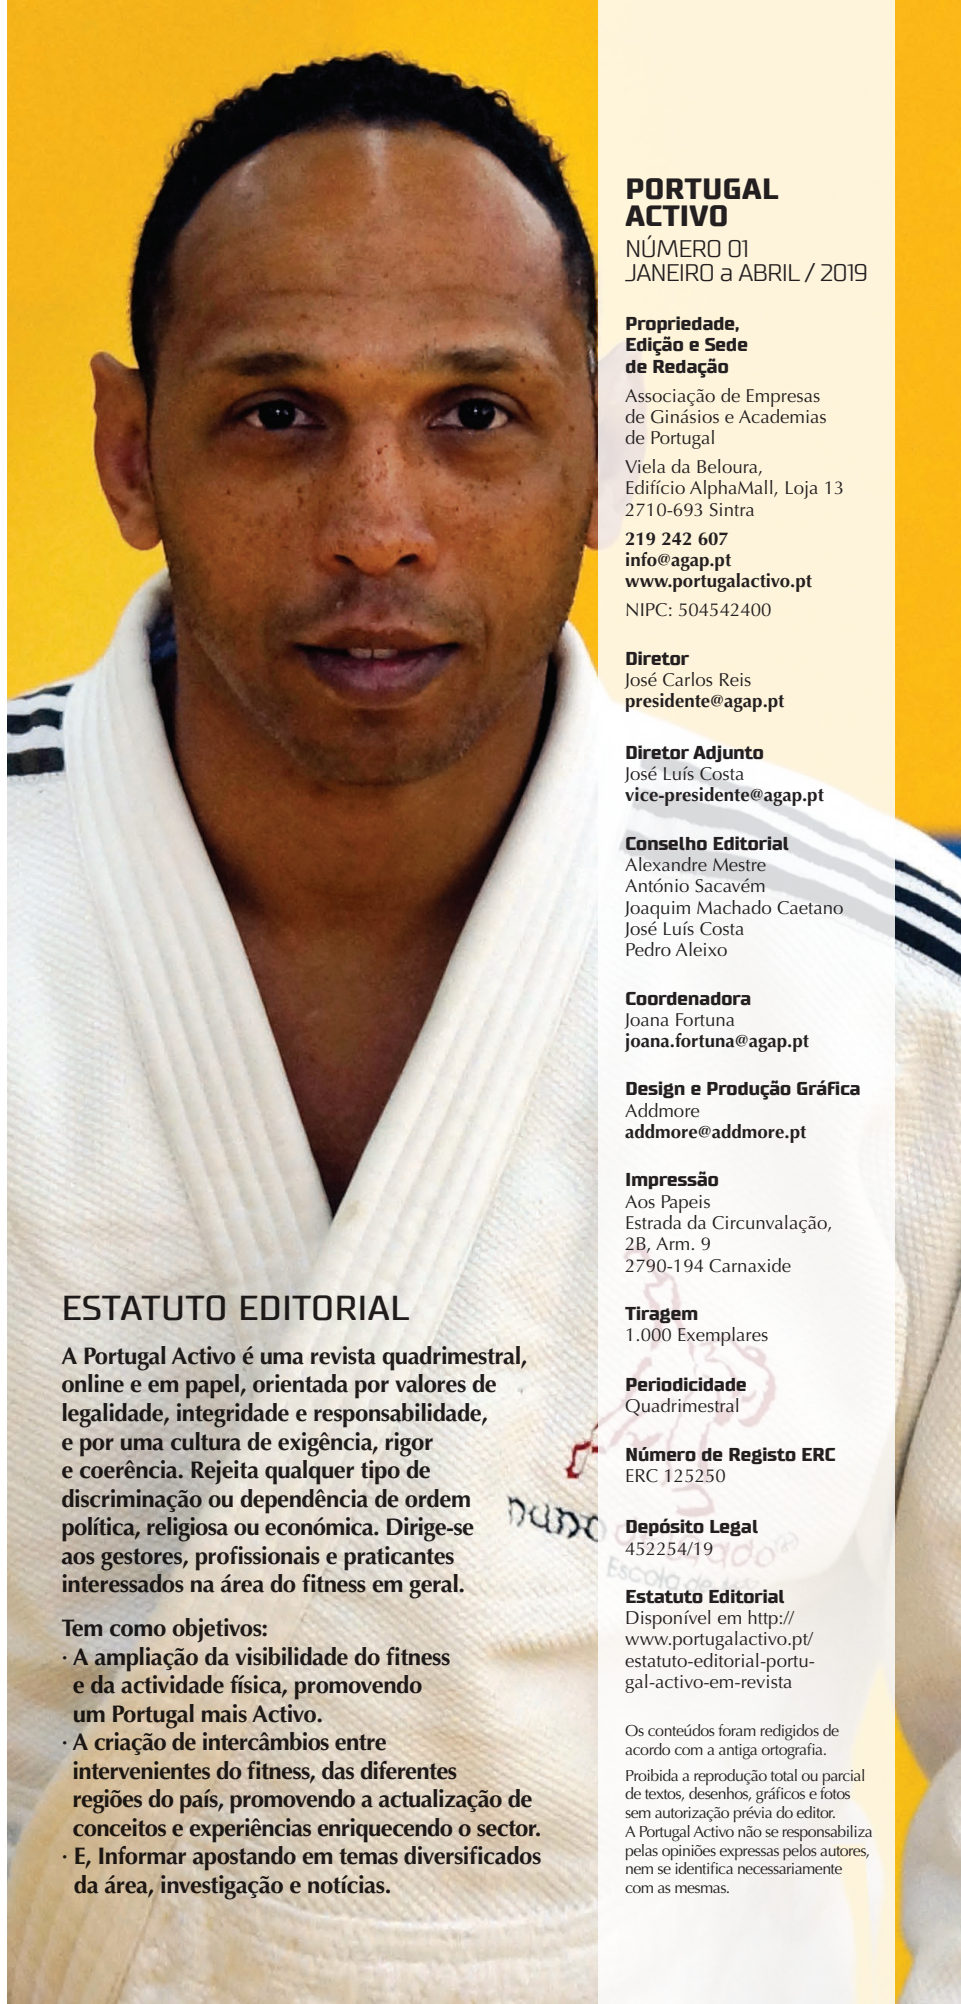 PORTUGAL
ACTIVO
NÚMERO 01
JANEIRO a ABRIL / 2019
Propriedade,
Edição e Sede
de Redação
Associação de Empresas
de Ginásios e Academias
de Portugal
Viela da Beloura,
Edifício AlphaMall, Loja 13
2710-693 Sintra
219 242 607
info@agap.pt
www.portugalactivo.pt
NIPC: 504542400
Diretor
José Carlos Reis
presidente@agap.pt
Diretor Adjunto
José Luís Costa
vice-presidente@agap.pt
Conselho Editorial
Alexandre Mestre
António Sacavém
Joaquim Machado Caetano
José Luís Costa
Pedro Aleixo
Coordenadora
Joana Fortuna
joana.fortuna@agap.pt
Design e Produção Gráfica
Addmore
addmore@addmore.pt
Impressão
Aos Papeis
Estrada da Circunvalação,
2B, Arm. 9
2790-194 Carnaxide
Tiragem
1.000 Exemplares
Periodicidade
Quadrimestral
Número de Registo ERC
ERC 125250
Depósito Legal
452254/19
Estatuto Editorial
Disponível em http://
www.portugalactivo.pt/
estatuto-editorial-portu-
gal-activo-em-revista
Os conteúdos foram redigidos de
acordo com a antiga ortografia.
Proibida a reprodução total ou parcial
de textos, desenhos, gráficos e fotos
sem autorização prévia do editor.
A Portugal Activo não se responsabiliza
pelas opiniões expressas pelos autores,
nem se identifica necessariamente
com as mesmas.
ESTATUTO EDITORIAL
A Portugal Activo é uma revista quadrimestral,
online e em papel, orientada por valores de
legalidade, integridade e responsabilidade,
e por uma cultura de exigência, rigor
e coerência. Rejeita qualquer tipo de
discriminação ou dependência de ordem
política, religiosa ou económica. Dirige-se
aos gestores, profissionais e praticantes
interessados na área do fitness em geral.
Tem como objetivos:
· A ampliação da visibilidade do fitness
e da actividade física, promovendo
um Portugal mais Activo.
· A criação de intercâmbios entre
intervenientes do fitness, das diferentes
regiões do país, promovendo a actualização de
conceitos e experiências enriquecendo o sector.
· E, Informar apostando em temas diversificados
da área, investigação e notícias.
nuno
Escola de